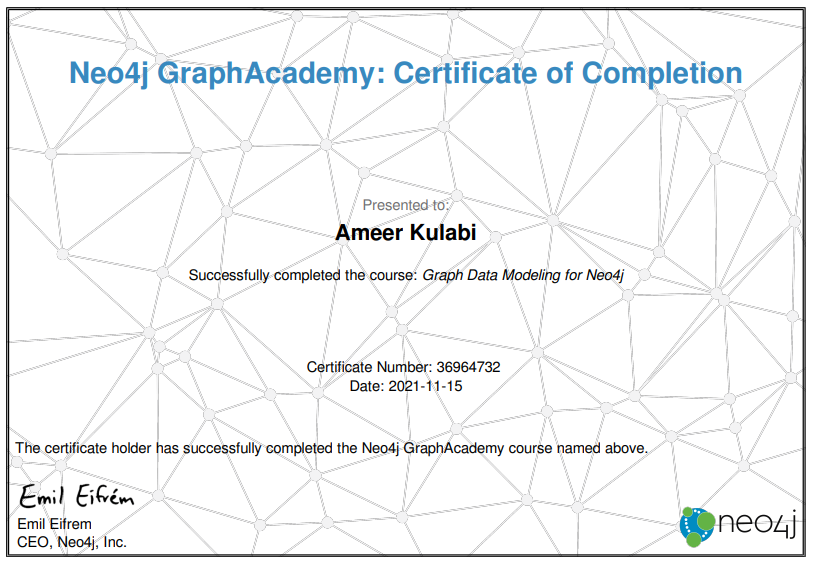 Neo4j GraphAcademy: Certificate of Completion
Presented to:
Ameer Kulabi
Successfully completed the course: Graph Data Modeling for Neo4j
Certificate Number: 36964732
Date: 2021-11-15
The certificate holder has successfully completed the Neo4j GraphAcademy course named above.
Emil Eifrém
Emil Eifrem
CEO, Neo4j, Inc.
neo4j